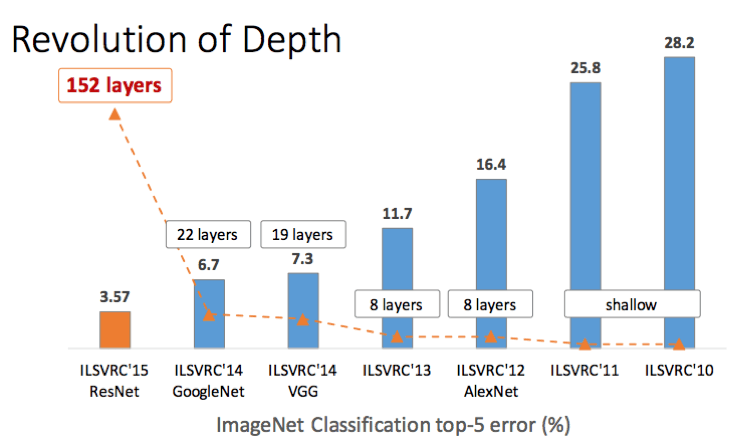 Revolution of Depth
28.2
25.8
152 layers
16.4
11.7
22 layers
19 layers
6.7
7.3
3.57
8 layers
8 layers
shallow
ILSVRC'15
ResNet
ILSVRC'14
GoogleNet
ILSVRC'14
VGG
ILSVRC'13
ILSVRC'12
AlexNet
ILSVRC'11
ILSVRC'10
ImageNet Classification top-5 error (%)